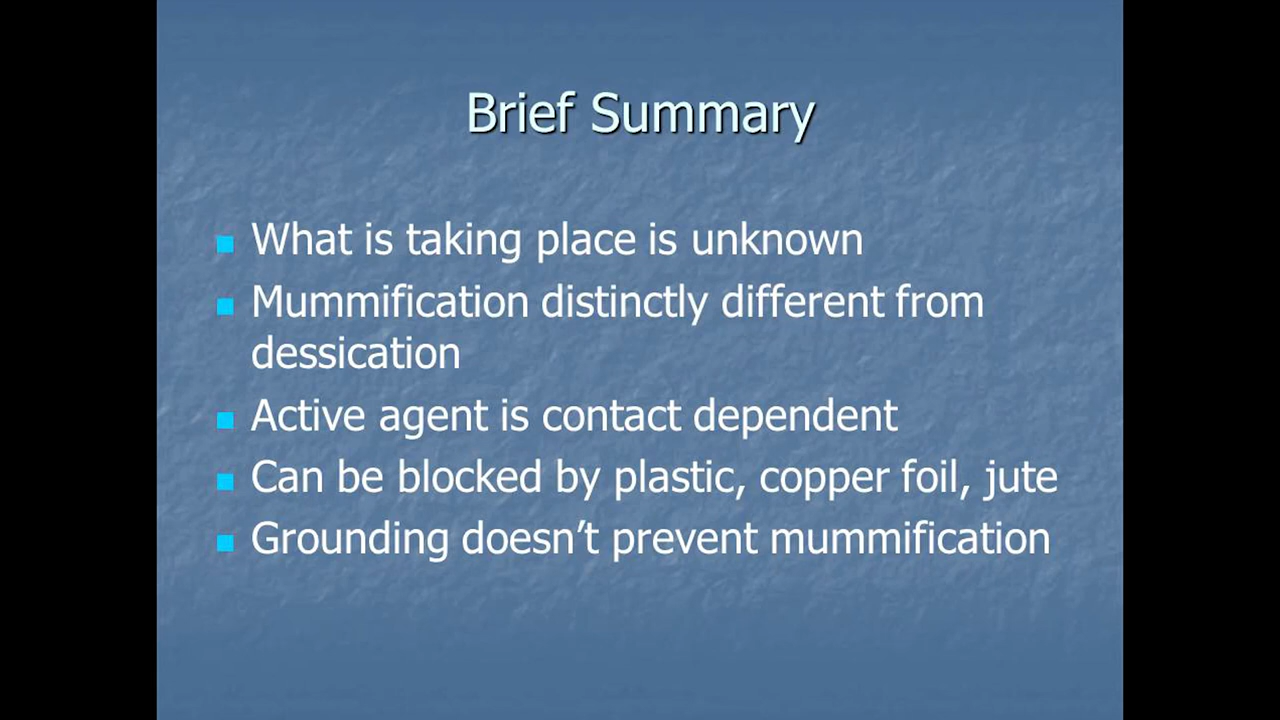 Brief Summary
What is taking place is unknown
Mummification distinctly different from
dessication
Active agent is contact dependent
Can be blocked by plastic, copper foil, jute
Grounding doesn’t prevent mummification